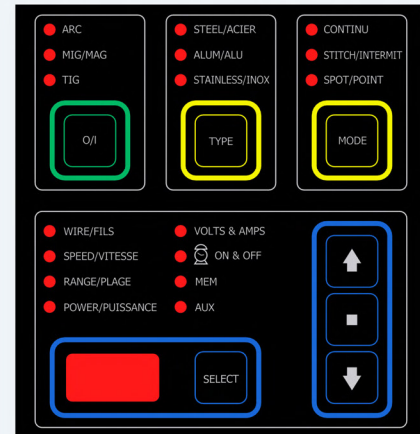 ARC
MIG/MAG
TIG
O/I
STEEL/ACIER
ALUM/ALU
STAINLESS/INOX
TYPE
CONTINU
STITCH/INTERMIT
SPOT/POINT
MODE
WIRE/FILS
SPEED/VITESSE
RANGE/PLAGE
POWER/PUISSANCE
VOLTS & AMPS
ON & OFF
MEM
AUX
SELECT